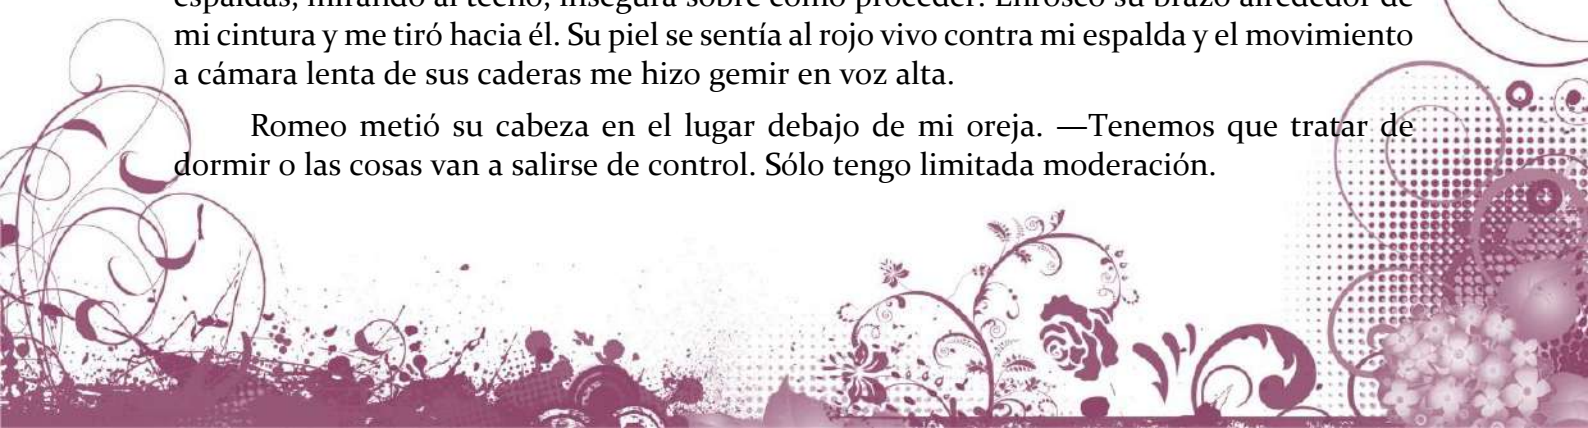 espaldas, mirando al techo, insegura sobre cómo proceder. Enroscó su brazo alrededor de
mi cintura y me tiró hacia él. Su piel se sentía al rojo vivo contra mi espalda y el movimiento
a cámara lenta de sus caderas me hizo gemir en voz alta.
Romeo metió su cabeza en el lugar debajo de mi oreja. —Tenemos que tratar de
dormir o las cosas van a salirse de control. Sólo tengo limitada moderación.